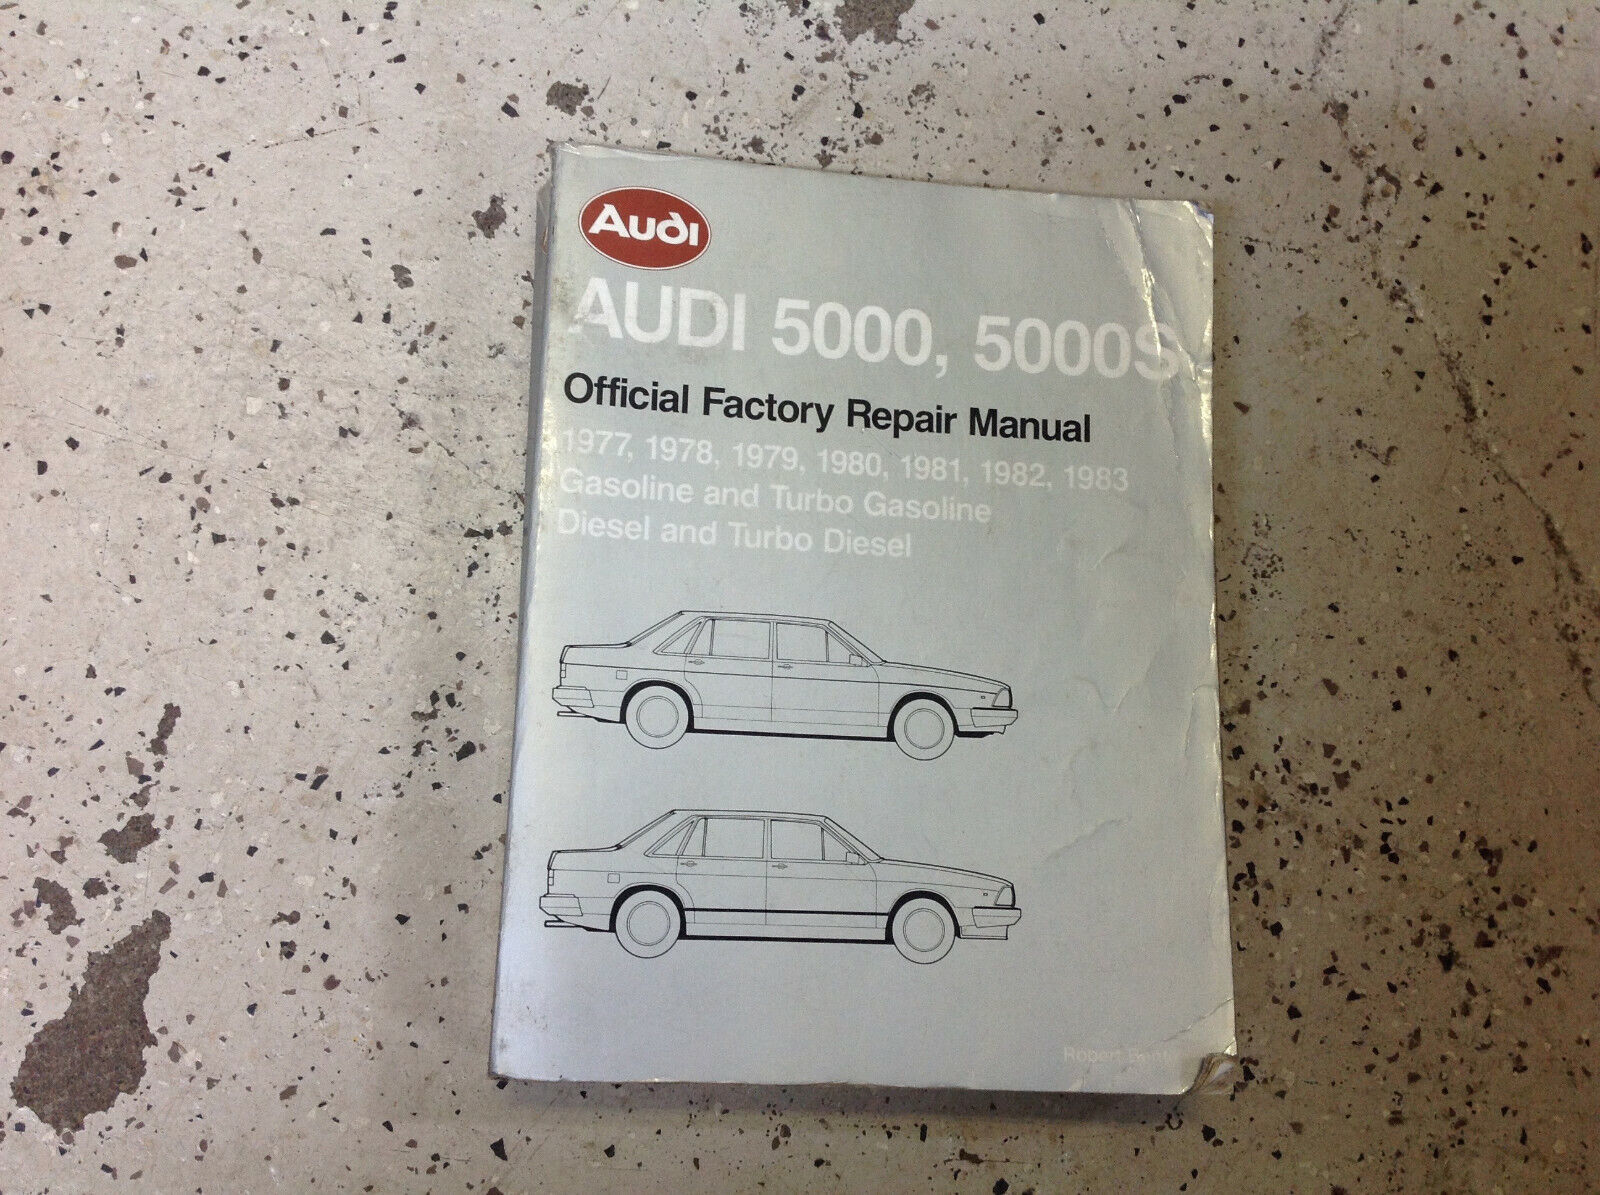 Audi
AUDI 5000, 5000S
Official Factory Repair Manual
1977, 1978, 1979, 1980, 1981, 1982, 1983
Gasoline and Turbo Gasoline
Diesel and Turbo Diesel
Robert